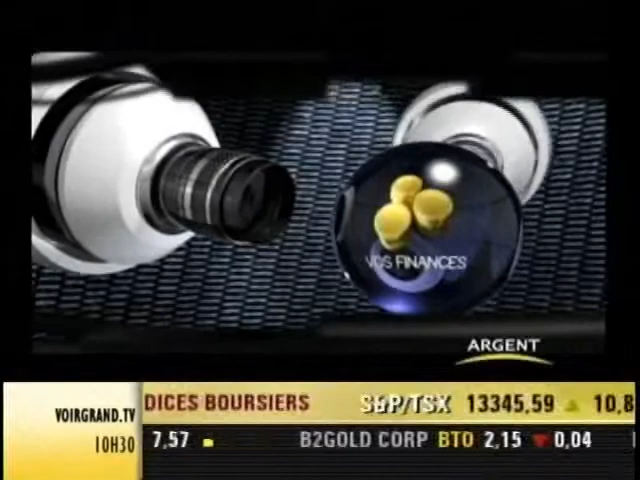 VOS FINANCES
ARGENT
VOIRGRAND.TV
10H30
DICES BOURSIERS S&P/TSX 13345,59 ▲ 10,8
7,57 B2GOLD CORP BTO 2,15 ▼ 0,04